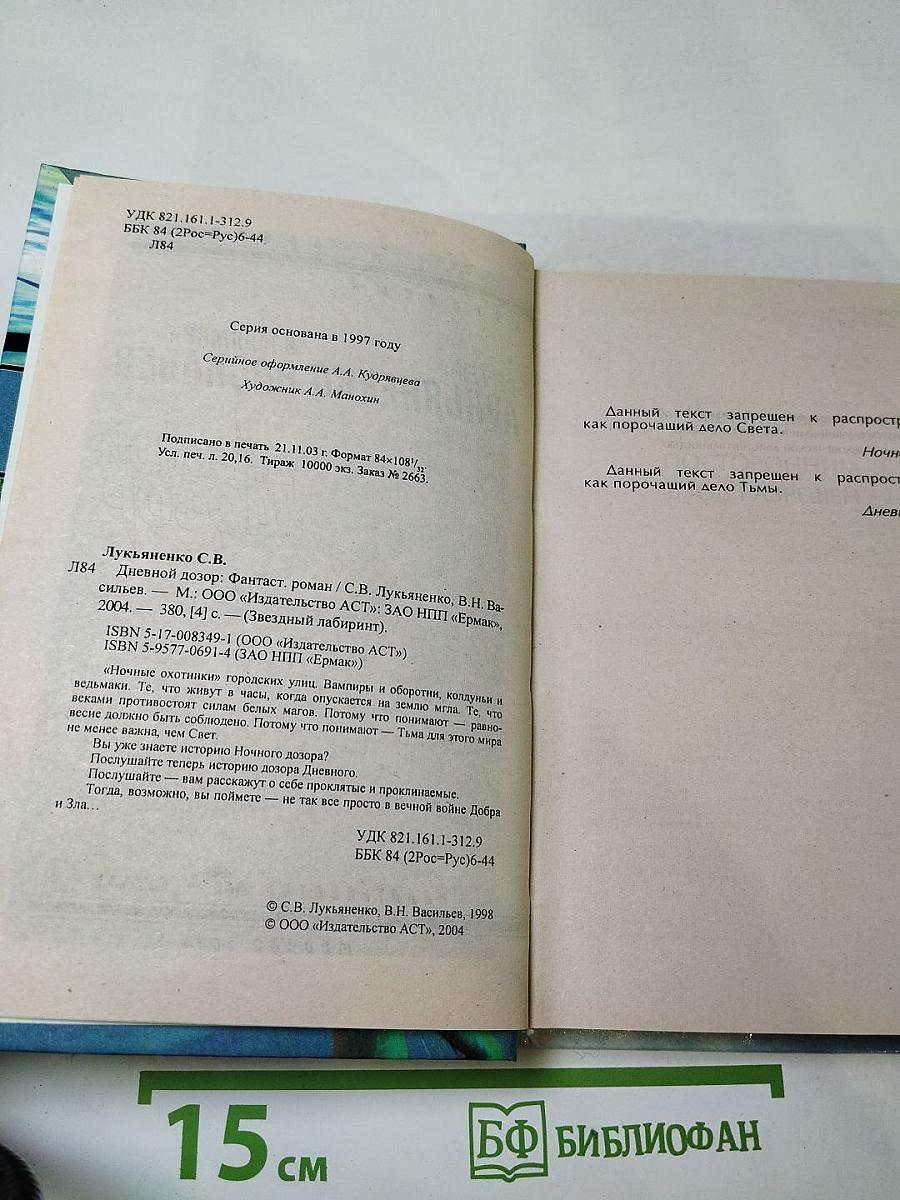 УДК 821.161.1-312.9
ББК 84 (2Рос=Рус)6-44
Л84
Серия основана в 1997 году
Серийное оформление А.А. Кудрявцева
Художник А.А. Манохин
Подписано в печать 21.11.03 г. Формат 84×108¹/₃₂.
Усл. печ. л. 20,16. Тираж 10000 экз. Заказ № 2663.
Лукьяненко С.В.
Л84 Дневной дозор: Фантаст. роман / С.В. Лукьяненко, В.Н. Ва-
сильев. — М.: ООО «Издательство АСТ»: ЗАО НПП «Ермак»,
2004. — 380, [4] с. — (Звездный лабиринт).
ISBN 5-17-008349-1 (ООО «Издательство АСТ»)
ISBN 5-9577-0691-4 (ЗАО НПП «Ермак»)
«Ночные охотники» городских улиц. Вампиры и оборотни, колдуны и
ведьмаки. Те, что живут в часы, когда опускается на землю мгла. Те, что
веками противостоят силам белых магов. Потому что понимают — равно-
весие должно быть соблюдено. Потому что понимают — Тьма для этого мира
не менее важна, чем Свет.
Вы уже знаете историю Ночного дозора?
Послушайте теперь историю дозора Дневного.
Послушайте — вам расскажут о себе проклятые и проклинаемые.
Тогда, возможно, вы поймете — не так все просто в вечной войне Добра
и Зла...
УДК 821.161.1-312.9
ББК 84 (2Рос=Рус)6-44
© С.В. Лукьяненко, В.Н. Васильев, 1998
© ООО «Издательство АСТ», 2004
Данный текст запрещен к распростр
как порочащий дело Света.
Ночно
Данный текст запрещен к распростр
как порочащий дело Тьмы.
Дневн
15 см
БФ БИБЛИОФАН